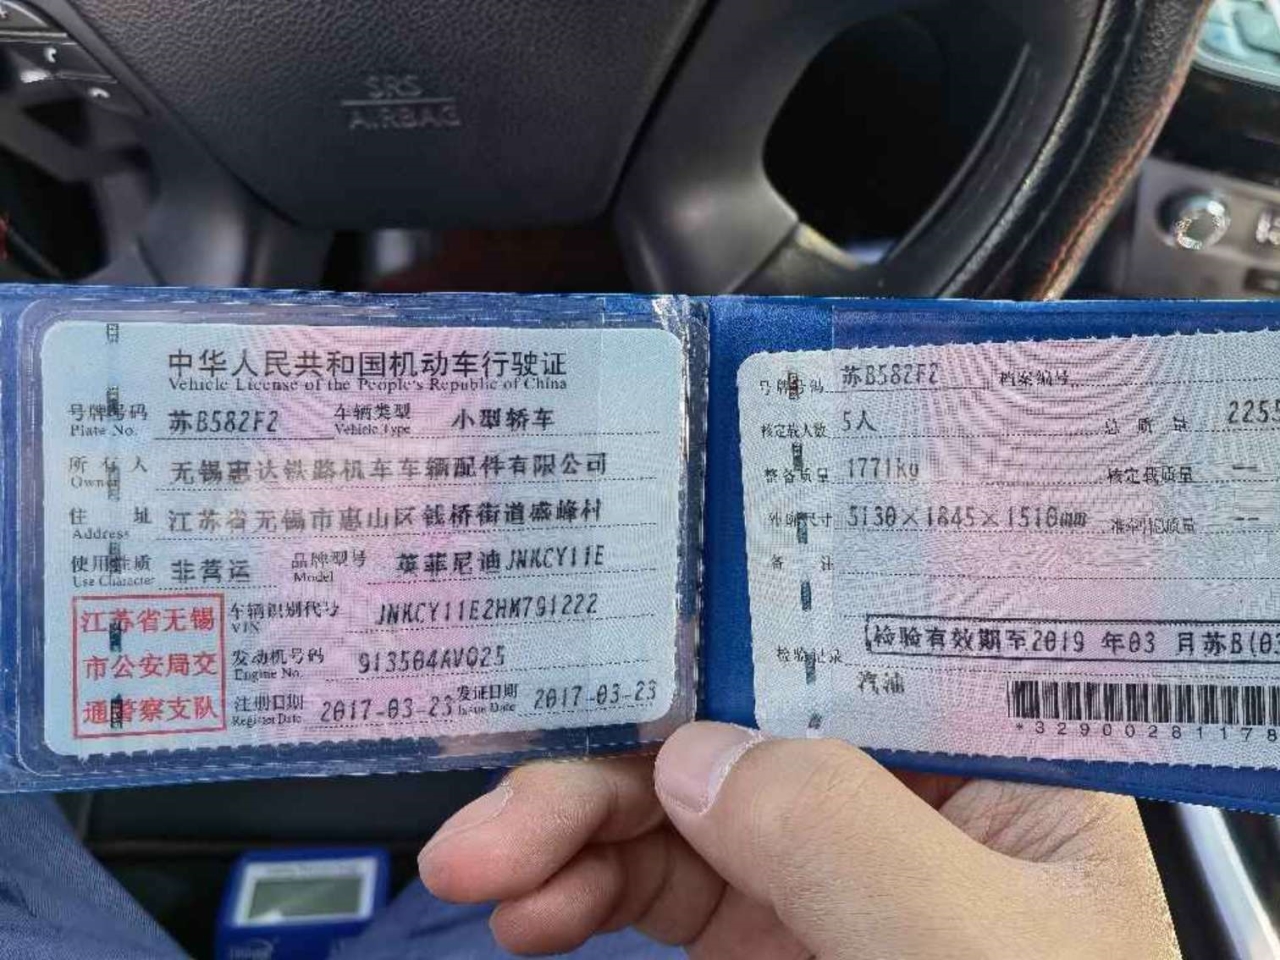 SRS
AIRBAG
中华人民共和国机动车行驶证
Vehicle License of the People's Republic of China
号牌号码 苏B582F2 车辆类型 小型轿车
Plate No. Vehicle Type
所有人 无锡惠达铁路机车车辆配件有限公司
Owner
住址 江苏省无锡市惠山区钱桥街道盛峰村
Address
使用性质 非营运 品牌型号 英菲尼迪JNKCY11E
Use Character Model
江苏省无锡
市公安局交
通警察支队
车辆识别代号 JNKCY11E2HM791222
VIN
发动机号码 913504AVQ25
Engine No.
注册日期 2017-03-23 发证日期 2017-03-23
Register Date Issue Date
号牌号码 苏B582F2 档案编号
核定载人数 5人 总质量 2253
整备质量 1771kg 核定载质量 --
外廓尺寸 5130×1845×1510mm 准牵引总质量 --
备注
检验记录 检验有效期至2019 年03 月苏B(03
汽油
*329002811178